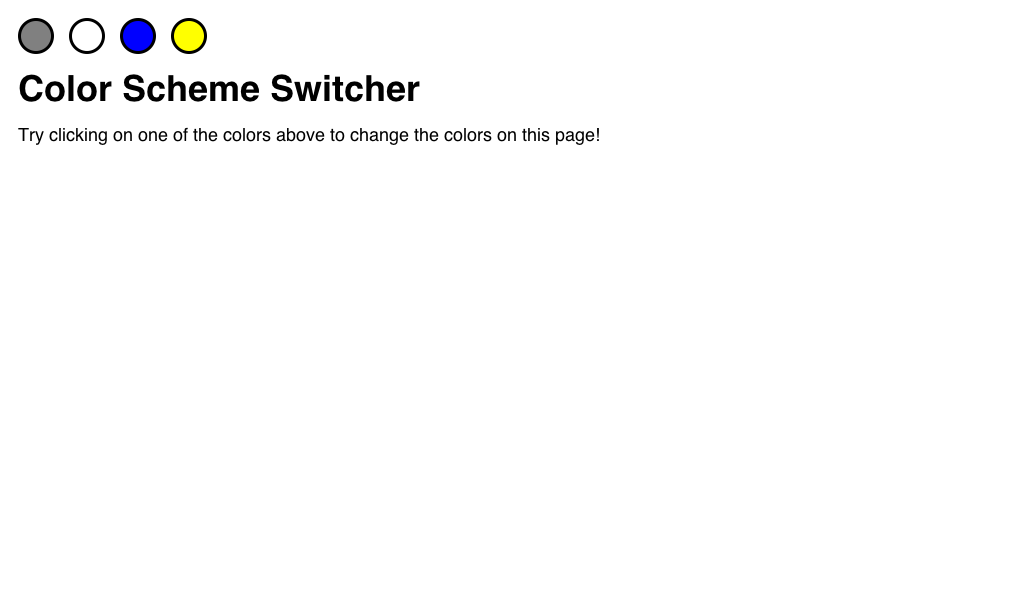 Color Scheme Switcher
Try clicking on one of the colors above to change the colors on this page!